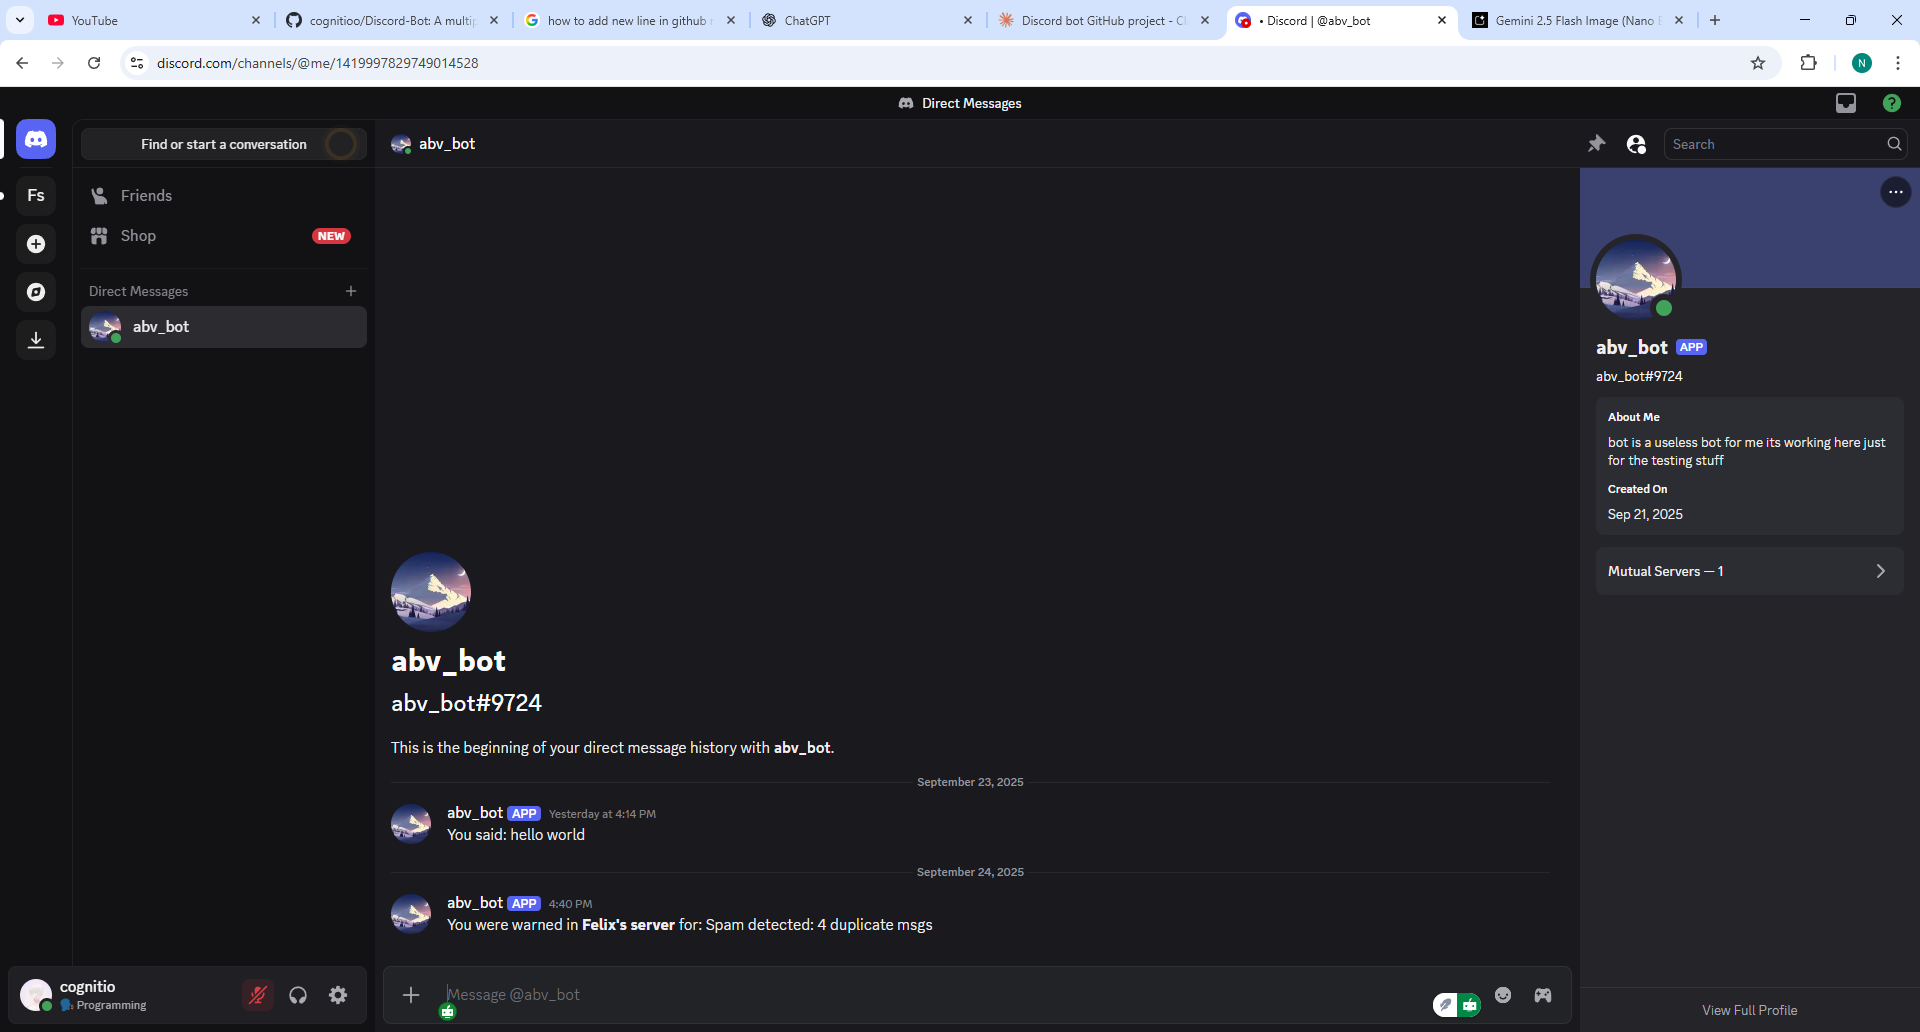 YouTube
cognitioo/Discord-Bot: A multip
how to add new line in github r
ChatGPT
Discord bot GitHub project - Cl
• Discord | @abv_bot
Gemini 2.5 Flash Image (Nano B
discord.com/channels/@me/1419997829749014528
N
Direct Messages
Find or start a conversation
abv_bot
Search
Fs
Friends
Shop
NEW
Direct Messages
abv_bot
abv_bot APP
abv_bot#9724
About Me
bot is a useless bot for me its working here just
for the testing stuff
Created On
Sep 21, 2025
Mutual Servers — 1
abv_bot
abv_bot#9724
This is the beginning of your direct message history with abv_bot.
September 23, 2025
abv_bot APP Yesterday at 4:14 PM
You said: hello world
September 24, 2025
abv_bot APP 4:40 PM
You were warned in Felix's server for: Spam detected: 4 duplicate msgs
cognitio
Programming
Message @abv_bot
View Full Profile